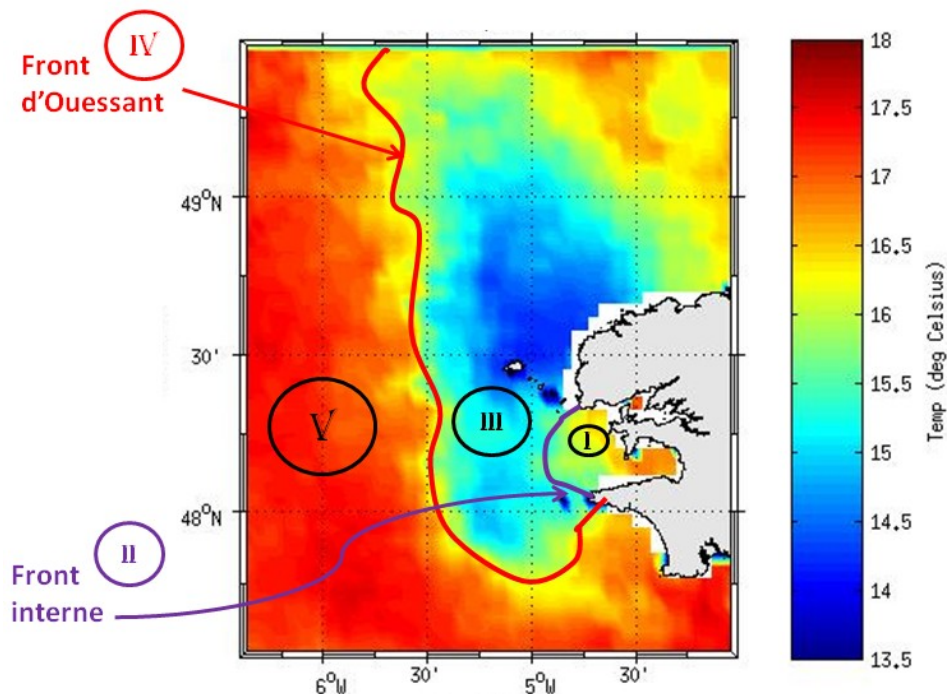 IV
Front
d'Ouessant
V
III
I
II
Front
interne
49°N
30'
48°N
6°W
30'
5°W
30'
18
17.5
17
16.5
16
15.5
15
14.5
14
13.5
Temp (deg Celsius)